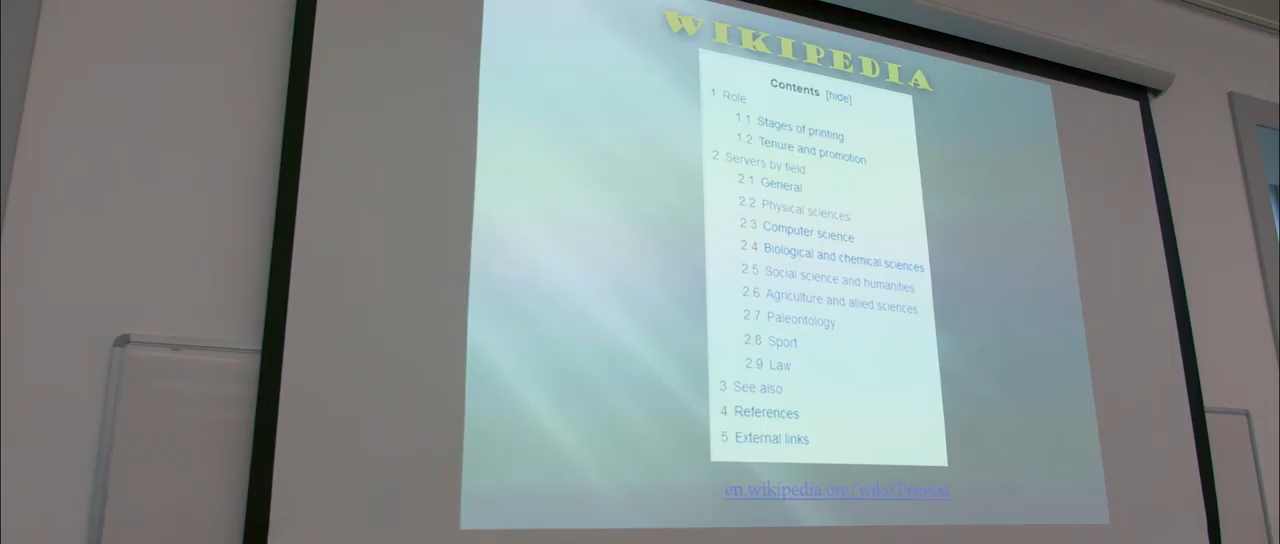 WIKIPEDIA
Contents [hide]
1 Role
1.1 Stages of printing
1.2 Tenure and promotion
2 Servers by field
2.1 General
2.2 Physical sciences
2.3 Computer science
2.4 Biological and chemical sciences
2.5 Social science and humanities
2.6 Agriculture and allied sciences
2.7 Paleontology
2.8 Sport
2.9 Law
3 See also
4 References
5 External links
en.wikipedia.org/wiki/Preprint